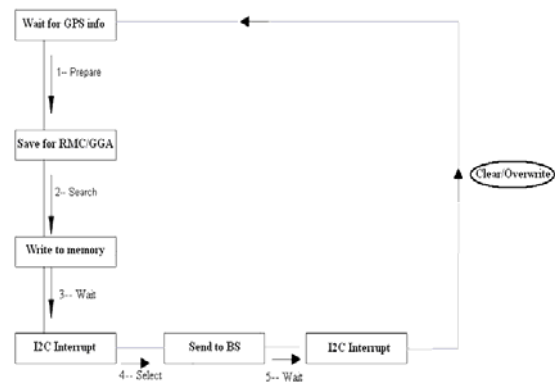 Wait for GPS info
1-- Prepare
Save for RMC/GGA
Clear/Overwrite
2-- Search
Write to memory
3-- Wait
I2C Interrupt
Send to BS
I2C Interrupt
4-- Select
5-- Wait